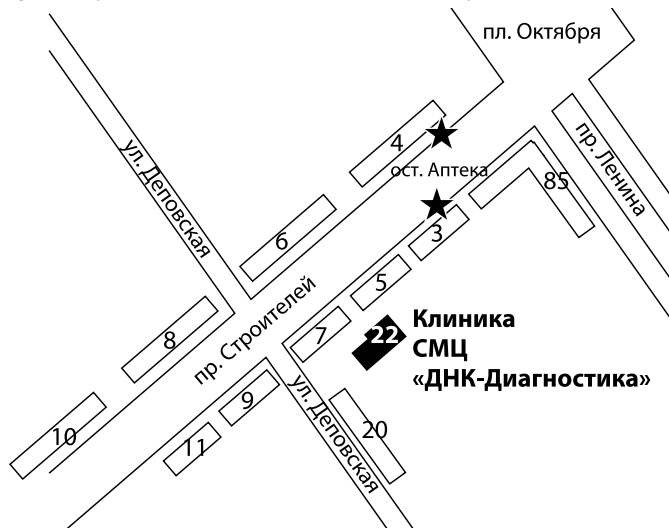 пл. Октября
ул. Деповская
4
ост. Аптека
пр. Ленина
85
6
3
5
пр. Строителей
8
7
22
Клиника
СМЦ
«ДНК-Диагностика»
10
9
11
ул. Деповская
20